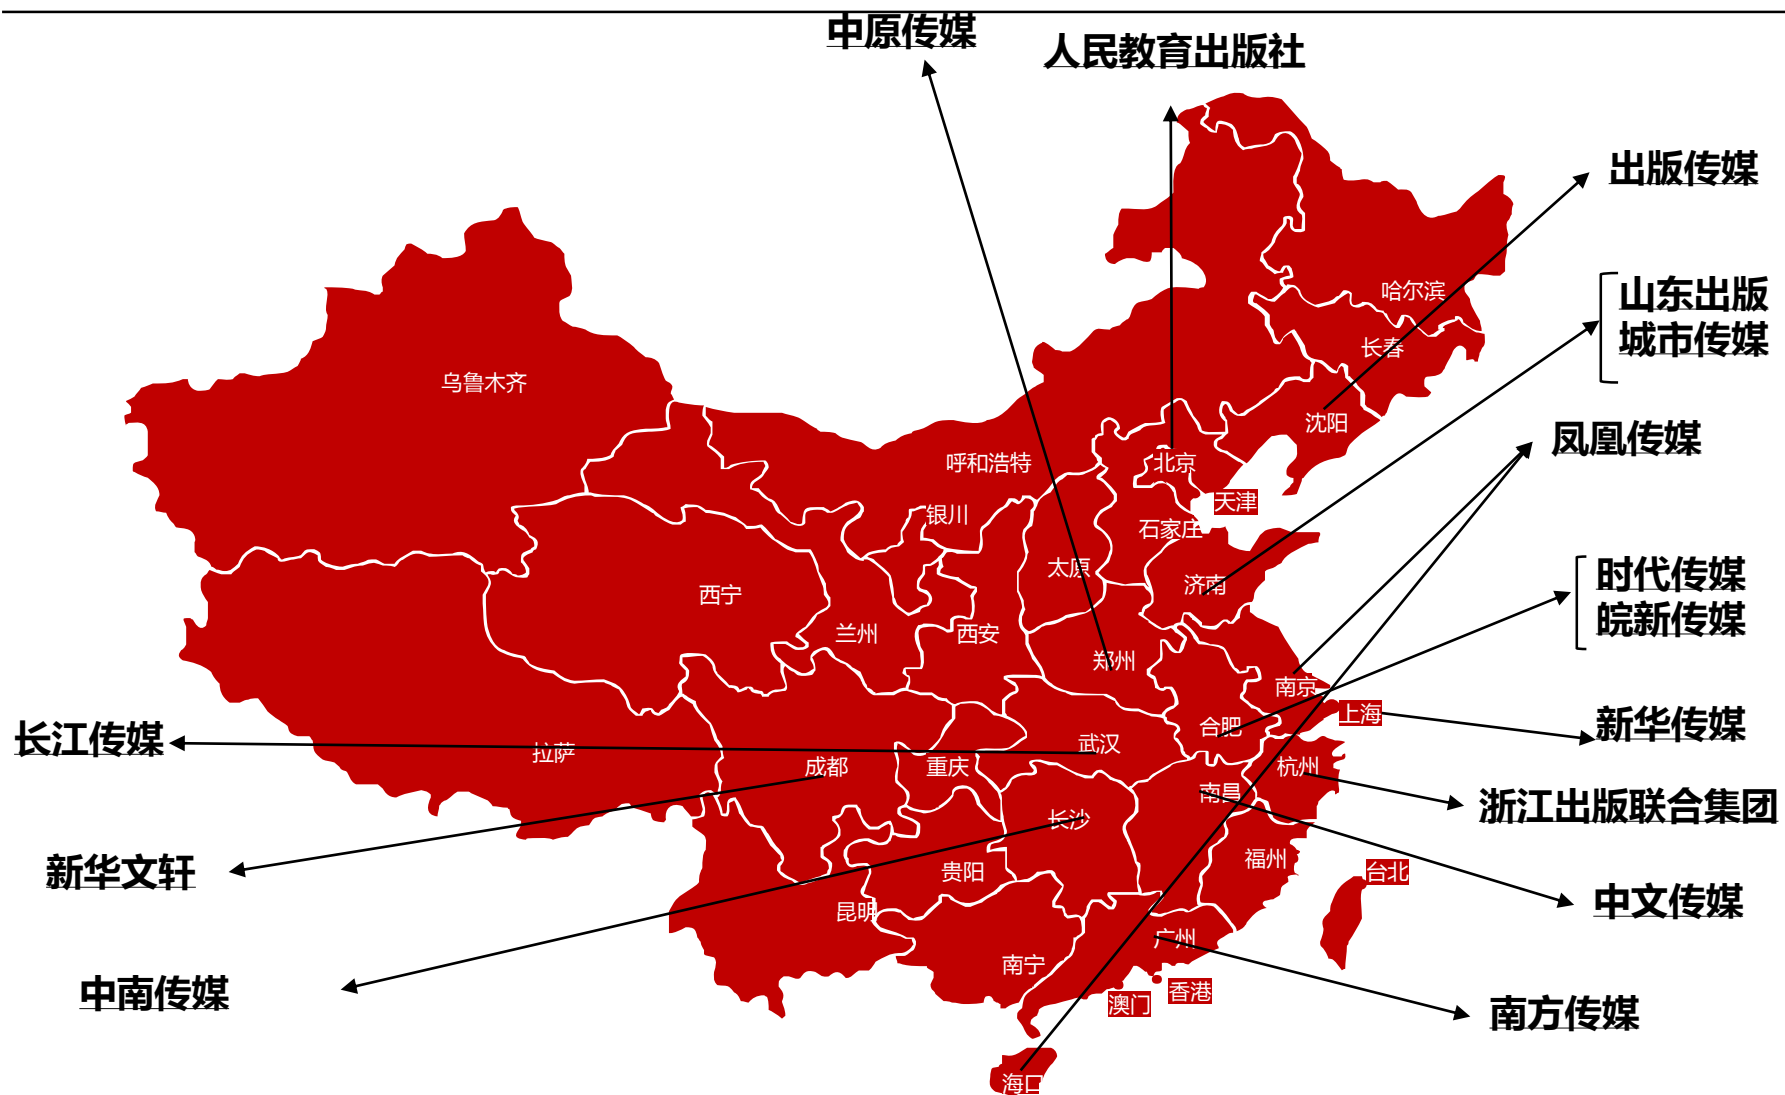 中原传媒
人民教育出版社
出版传媒
哈尔滨
山东出版
城市传媒
长春
乌鲁木齐
沈阳
凤凰传媒
呼和浩特
北京
天津
银川
石家庄
太原
济南
时代传媒
皖新传媒
西宁
兰州
西安
郑州
南京
上海
新华传媒
合肥
长江传媒
武汉
拉萨
成都
重庆
杭州
南昌
浙江出版联合集团
长沙
新华文轩
贵阳
福州
台北
中文传媒
昆明
广州
南宁
中南传媒
香港
澳门
南方传媒
海口